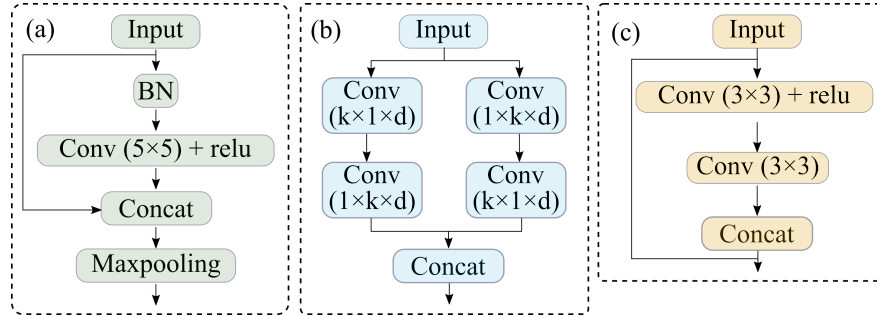 (a)
Input
BN
Conv (5×5) + relu
Concat
Maxpooling
(b)
Input
Conv
(k×1×d)
Conv
(1×k×d)
Conv
(1×k×d)
Conv
(k×1×d)
Concat
(c)
Input
Conv (3×3) + relu
Conv (3×3)
Concat